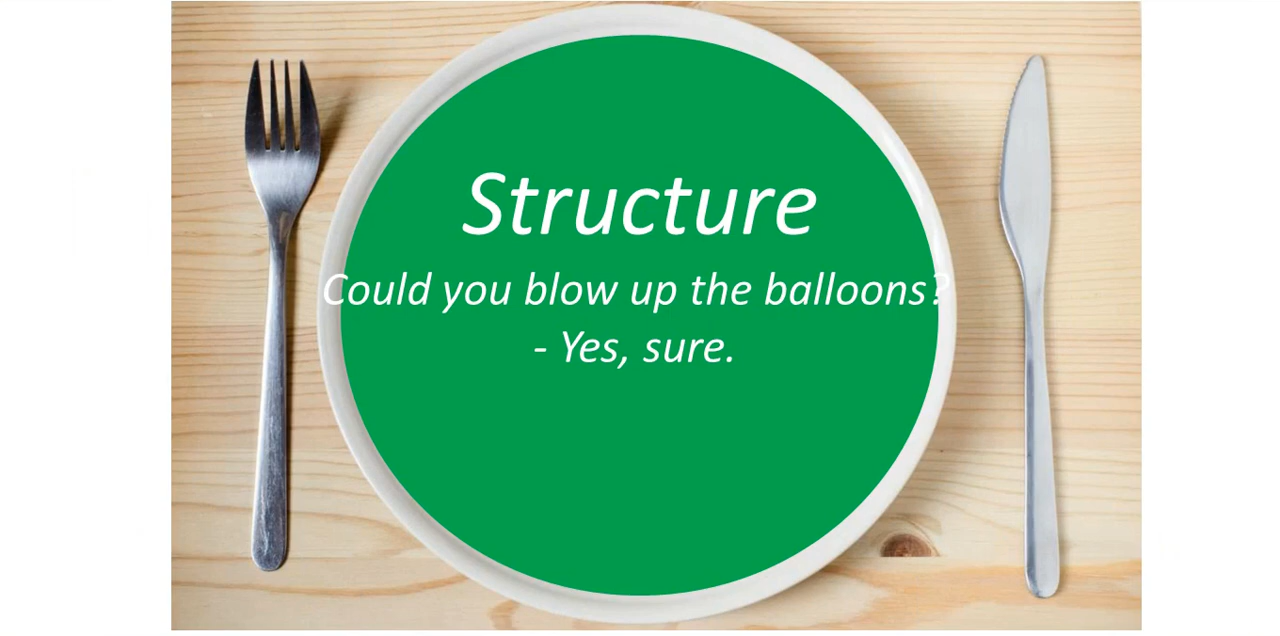 Structure
Could you blow up the balloons?
- Yes, sure.